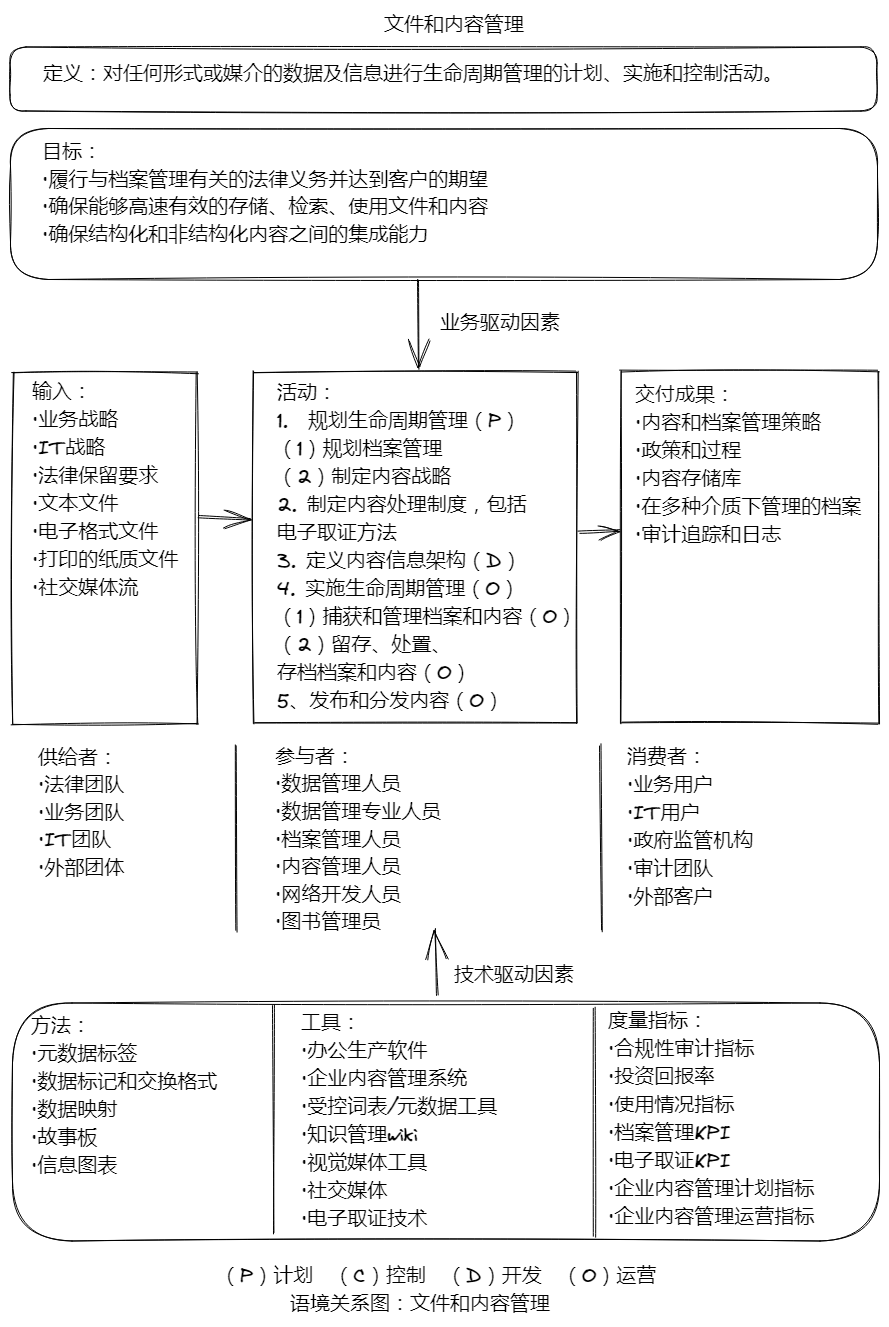 文件和内容管理
定义：对任何形式或媒介的数据及信息进行生命周期管理的计划、实施和控制活动。
目标：
·履行与档案管理有关的法律义务并达到客户的期望
·确保能够高速有效的存储、检索、使用文件和内容
·确保结构化和非结构化内容之间的集成能力
业务驱动因素
输入：
·业务战略
·IT战略
·法律保留要求
·文本文件
·电子格式文件
·打印的纸质文件
·社交媒体流
活动：
1. 规划生命周期管理（P）
（1）规划档案管理
（2）制定内容战略
2. 制定内容处理制度，包括
电子取证方法
3. 定义内容信息架构（D）
4. 实施生命周期管理（O）
（1）捕获和管理档案和内容（O）
（2）留存、处置、
存档档案和内容（O）
5、发布和分发内容（O）
交付成果：
·内容和档案管理策略
·政策和过程
·内容存储库
·在多种介质下管理的档案
·审计追踪和日志
供给者：
·法律团队
·业务团队
·IT团队
·外部团体
参与者：
·数据管理人员
·数据管理专业人员
·档案管理人员
·内容管理人员
·网络开发人员
·图书管理员
消费者：
·业务用户
·IT用户
·政府监管机构
·审计团队
·外部客户
技术驱动因素
方法：
·元数据标签
·数据标记和交换格式
·数据映射
·故事板
·信息图表
工具：
·办公生产软件
·企业内容管理系统
·受控词表/元数据工具
·知识管理wiki
·视觉媒体工具
·社交媒体
·电子取证技术
度量指标：
·合规性审计指标
·投资回报率
·使用情况指标
·档案管理KPI
·电子取证KPI
·企业内容管理计划指标
·企业内容管理运营指标
（P）计划 （C）控制 （D）开发 （O）运营
语境关系图：文件和内容管理